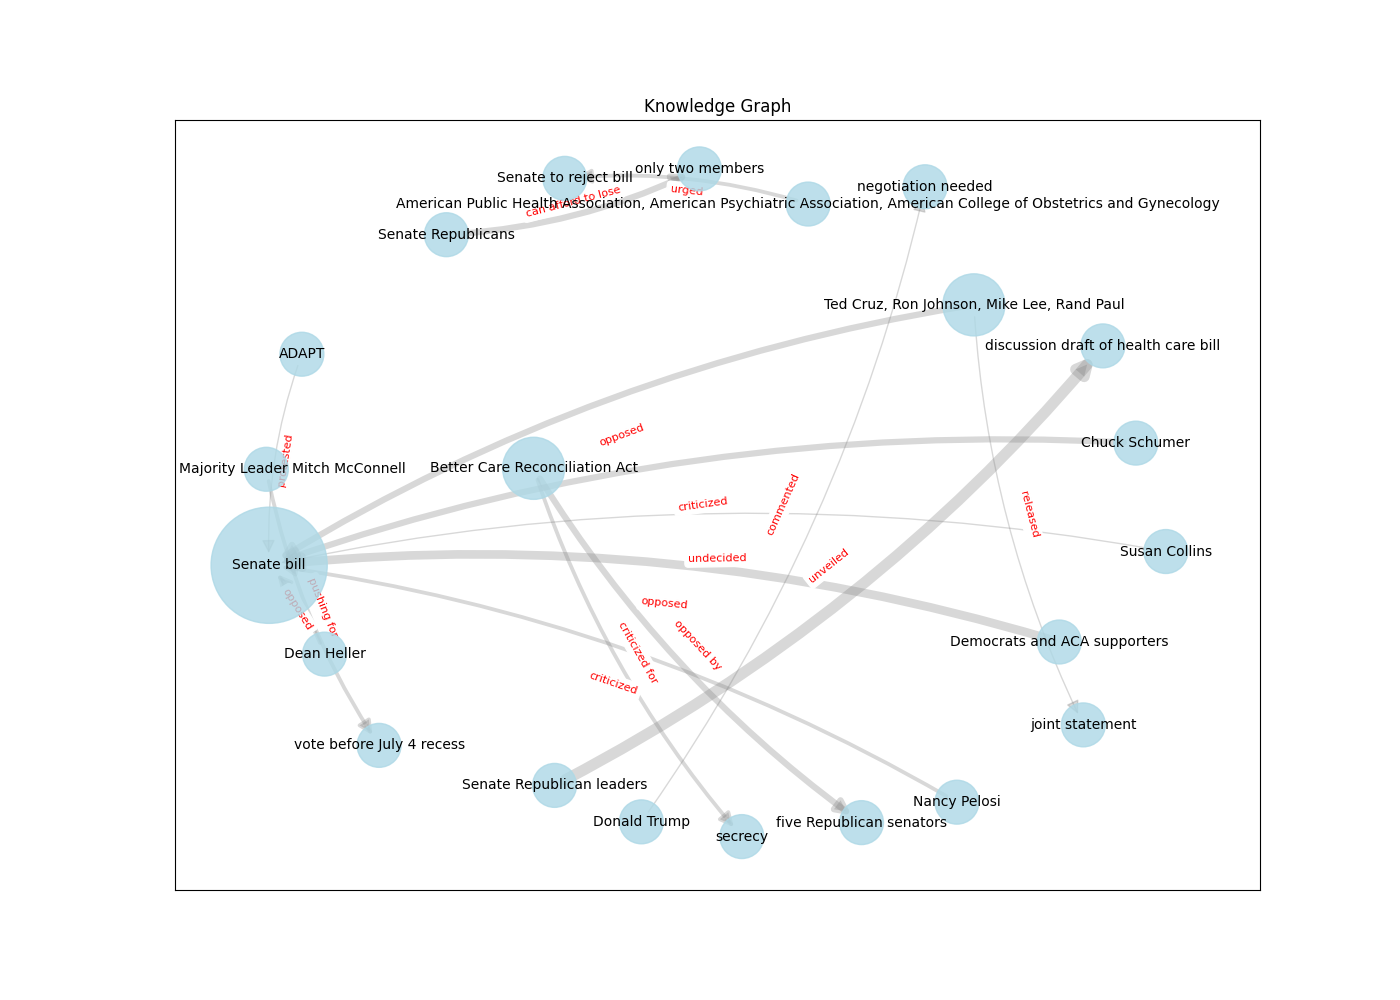 Knowledge Graph
only two members
Senate to reject bill
negotiation needed
urged
can afford to lose
American Public Health Association, American Psychiatric Association, American College of Obstetrics and Gynecology
Senate Republicans
Ted Cruz, Ron Johnson, Mike Lee, Rand Paul
discussion draft of health care bill
ADAPT
opposed
Chuck Schumer
protested
Majority Leader Mitch McConnell
Better Care Reconciliation Act
criticized
commented
released
Susan Collins
undecided
Senate bill
unveiled
opposed
pushing for
opposed
opposed by
criticized for
Democrats and ACA supporters
Dean Heller
criticized
joint statement
vote before July 4 recess
Senate Republican leaders
Nancy Pelosi
Donald Trump
five Republican senators
secrecy